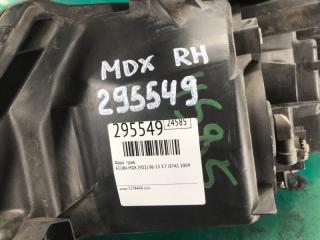 MDX RH
295549
295549 24585
Фара прав.
ACURA MDX (YD2) 06-13 3.7 (J37A), 2009